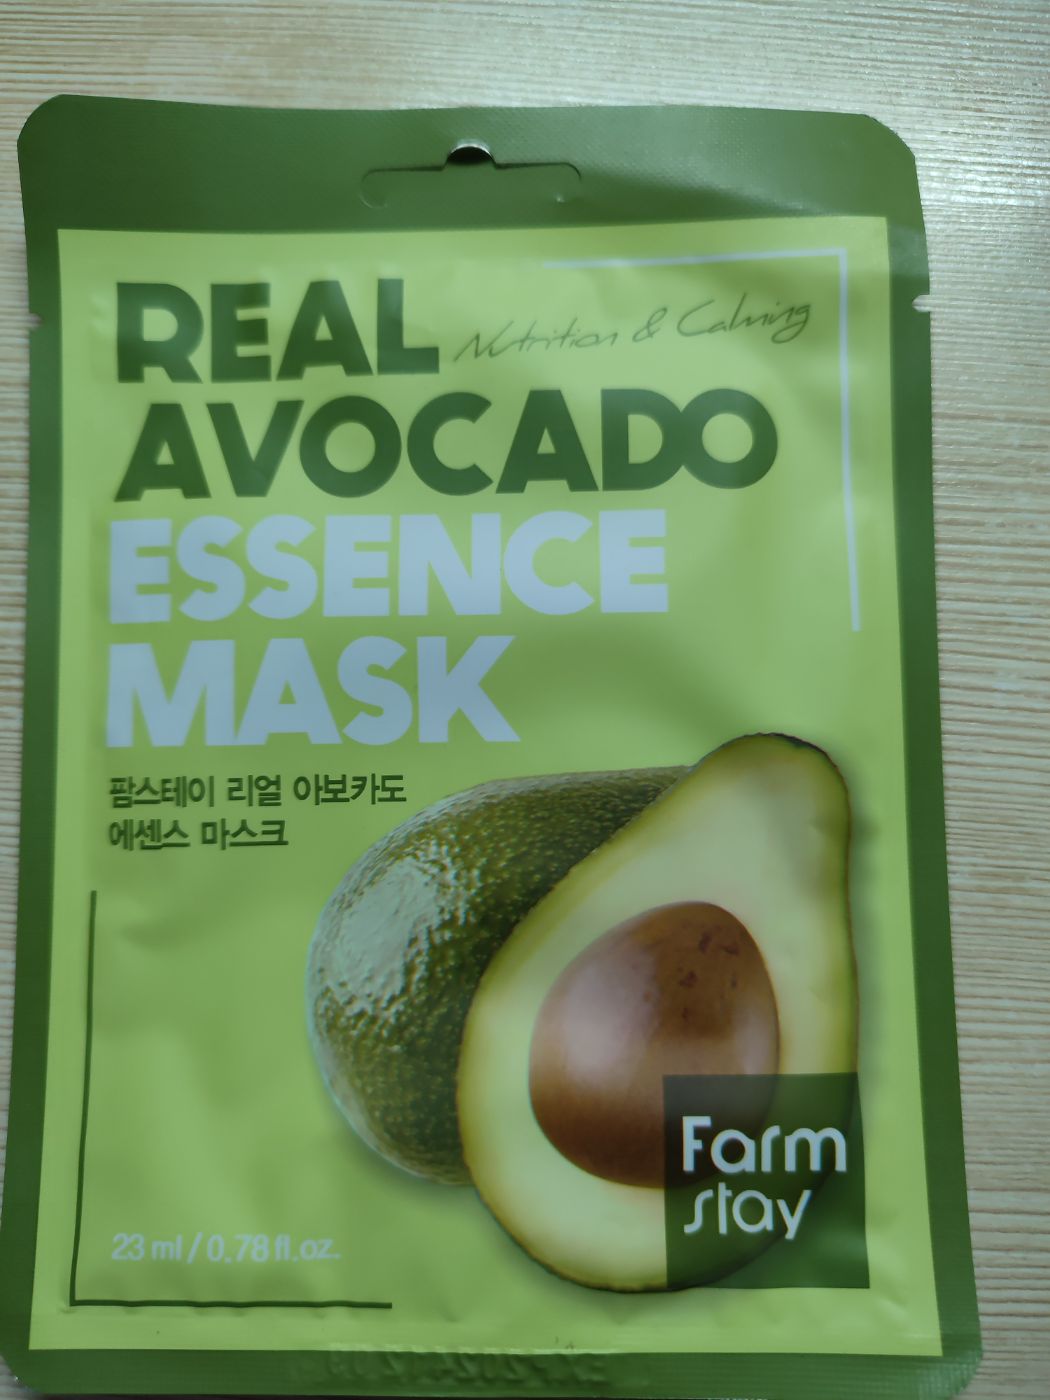 REAL
Nutrition & Calming
AVOCADO
ESSENCE
MASK
팜스테이 리얼 아보카도
에센스 마스크
Farm
stay
23 ml / 0.78 fl.oz.